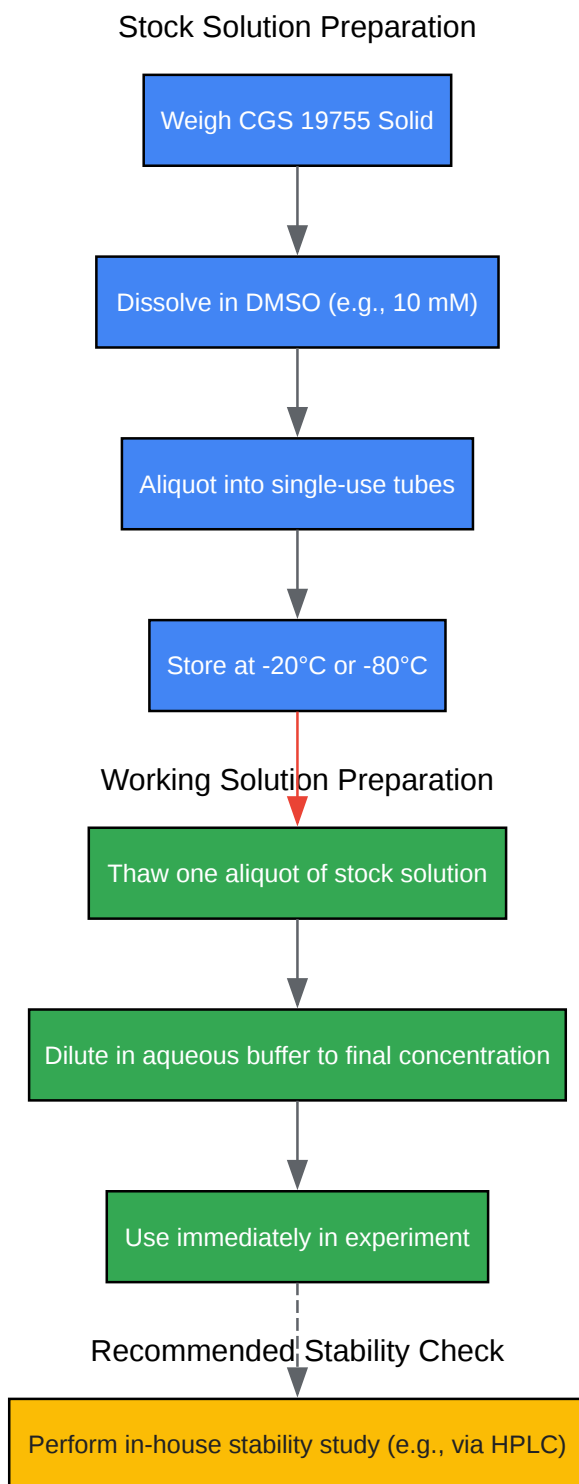 Stock Solution Preparation
Weigh CGS 19755 Solid
Dissolve in DMSO (e.g., 10 mM)
Aliquot into single-use tubes
Store at -20°C or -80°C
Working Solution Preparation
Thaw one aliquot of stock solution
Dilute in aqueous buffer to final concentration
Use immediately in experiment
Recommended Stability Check
Perform in-house stability study (e.g., via HPLC)